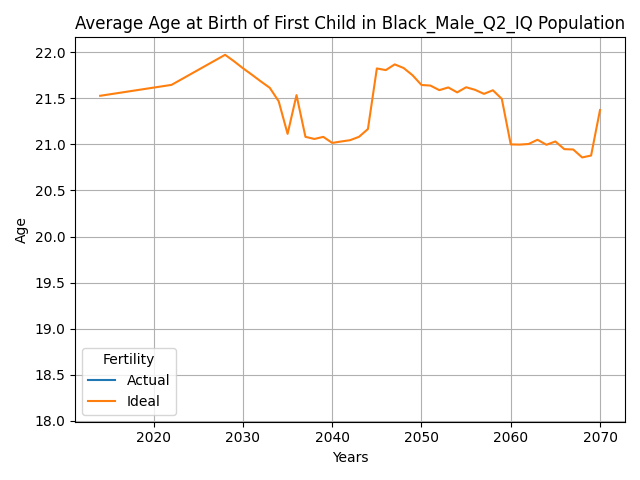 Average Age at Birth of First Child in Black_Male_Q2_IQ Population
22.0
21.5
21.0
20.5
20.0
19.5
19.0
18.5
18.0
Age
Fertility
Actual
Ideal
2020 2030 2040 2050 2060 2070
Years